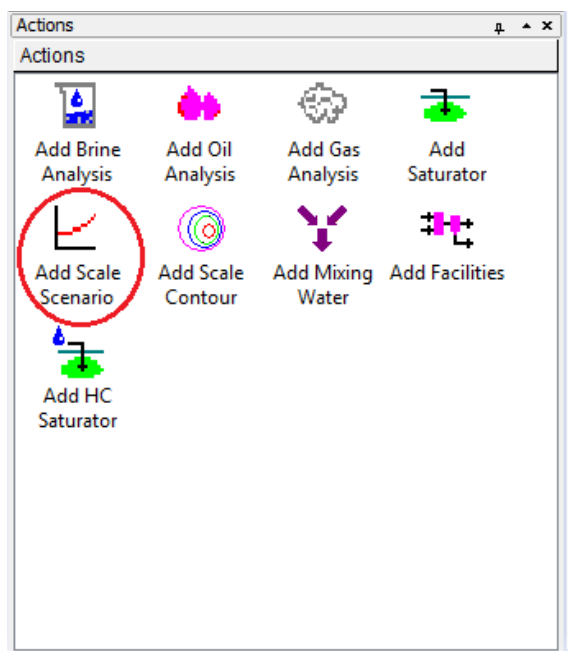 Actions
Actions
Add Brine
Analysis
Add Oil
Analysis
Add Gas
Analysis
Add
Saturator
Add Scale
Scenario
Add Scale
Contour
Add Mixing
Water
Add Facilities
Add HC
Saturator